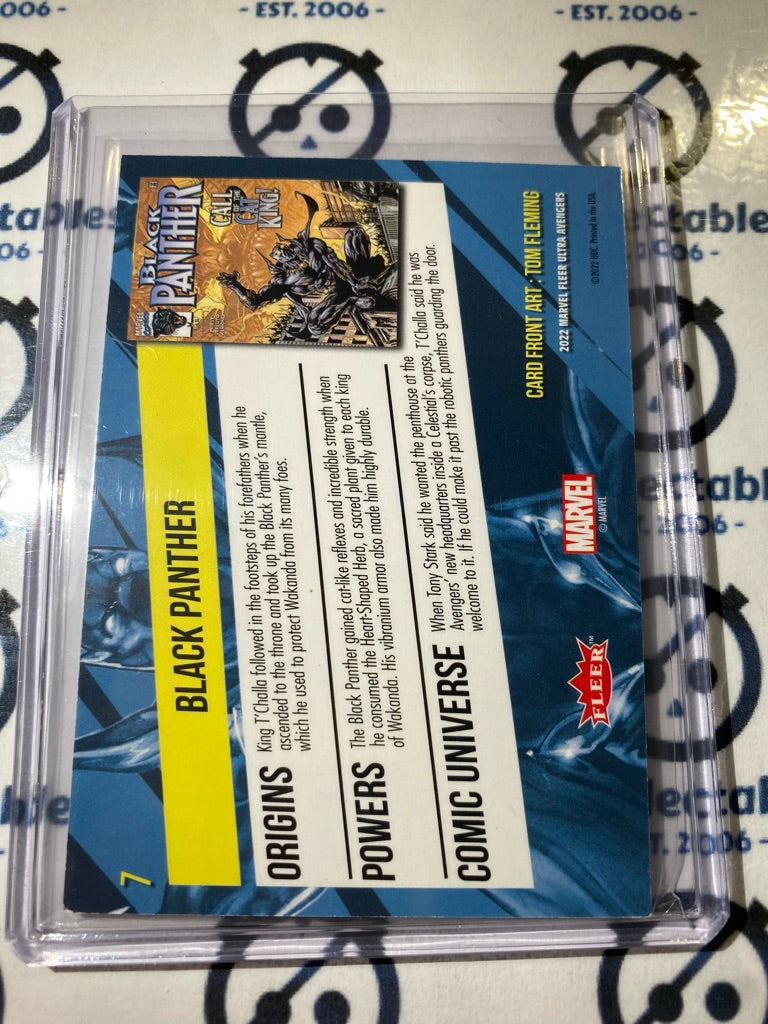 7
BLACK PANTHER
MARVEL
BLACK
PANTHER
CALL
CAT
KING!
ORIGINS
King T'Challa followed in the footsteps of his forefathers when he
ascended to the throne and took up the Black Panther's mantle,
which he used to protect Wakanda from its many foes.
POWERS
The Black Panther gained cat-like reflexes and incredible strength when
he consumed the Heart-Shaped Herb, a sacred plant given to each king
of Wakanda. His vibranium armor also made him highly durable.
COMIC UNIVERSE
When Tony Stark said he wanted the penthouse at the
Avengers' new headquarters inside a Celestial's corpse, T'Challa said he was
welcome to it. If he could make it past the robotic panthers guarding the door.
FLEER™
MARVEL
© MARVEL
CARD FRONT ART: TOM FLEMING
2022 MARVEL FLEER ULTRA AVENGERS
©2022 UDC. Printed in the USA.
- EST. 2006 -
- EST. 2006 -